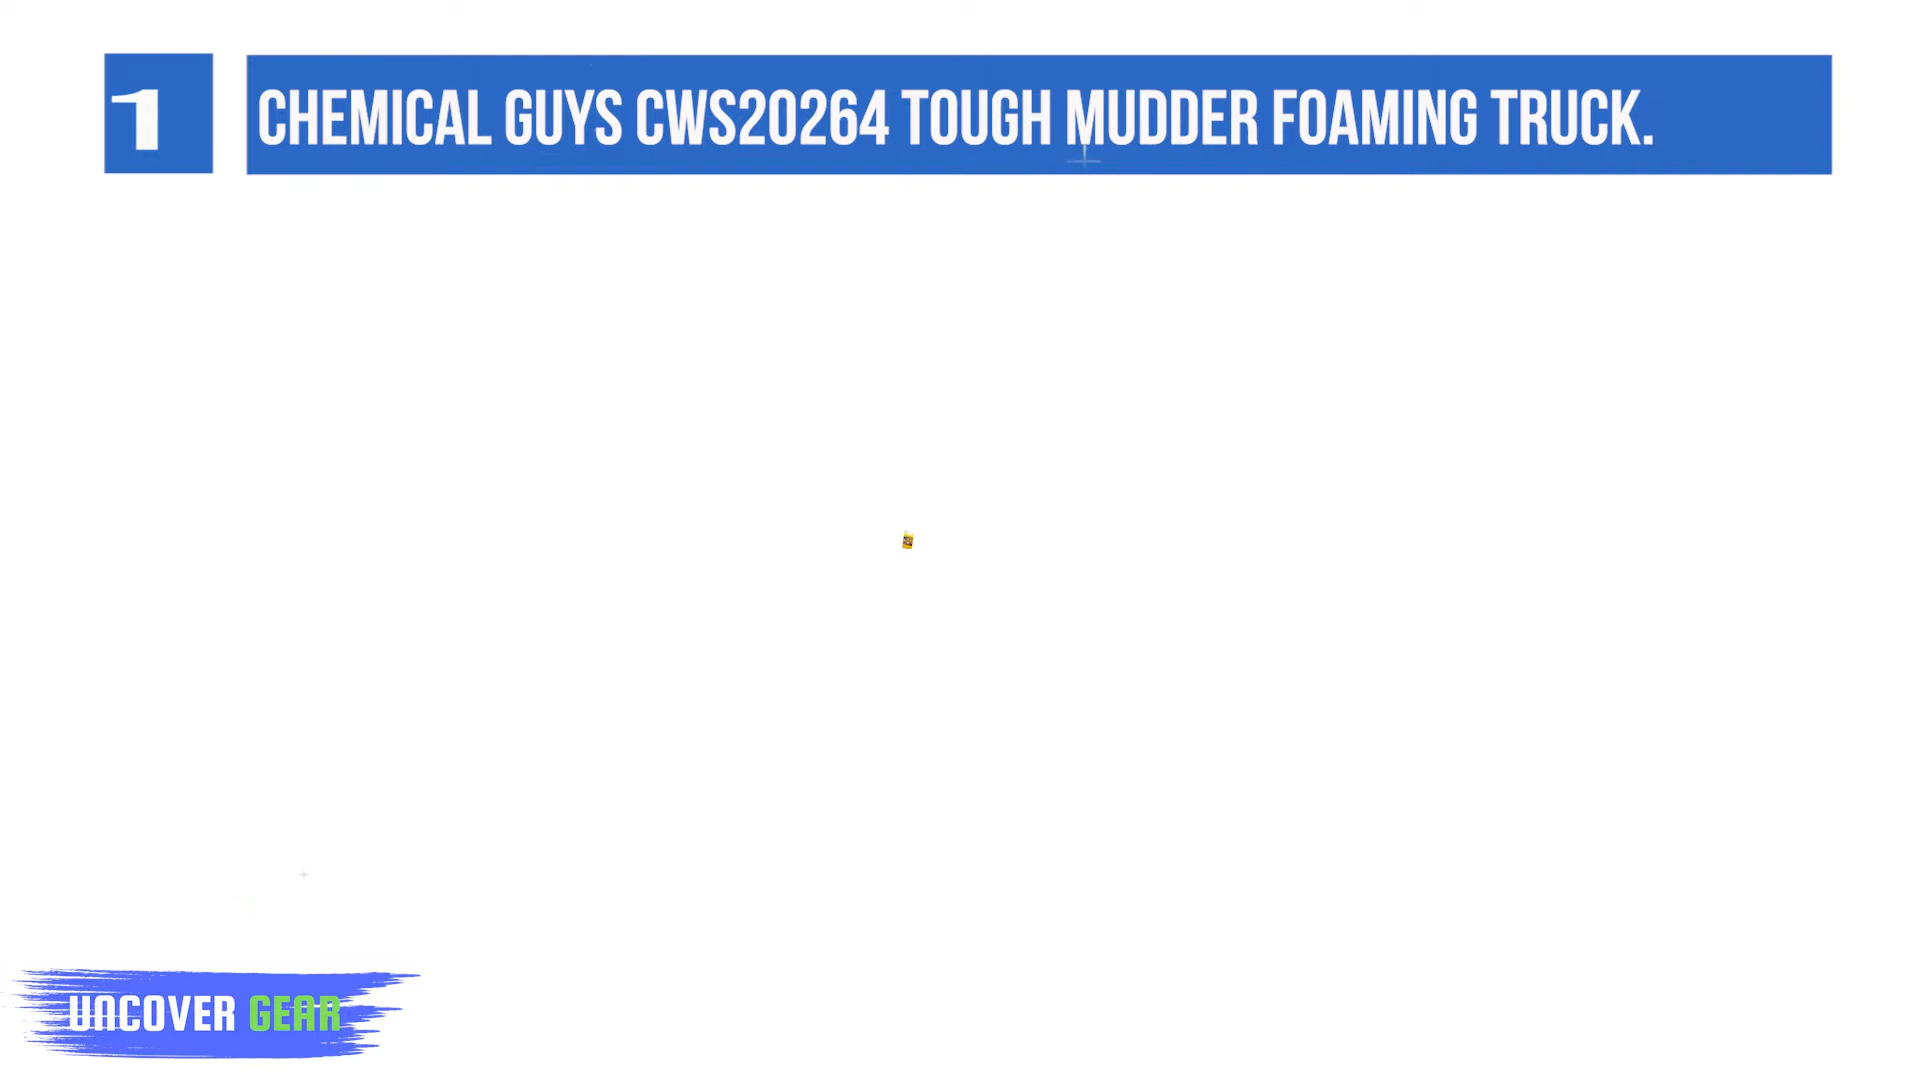 1
CHEMICAL GUYS CWS20264 TOUGH MUDDER FOAMING TRUCK.
UNCOVER GEAR